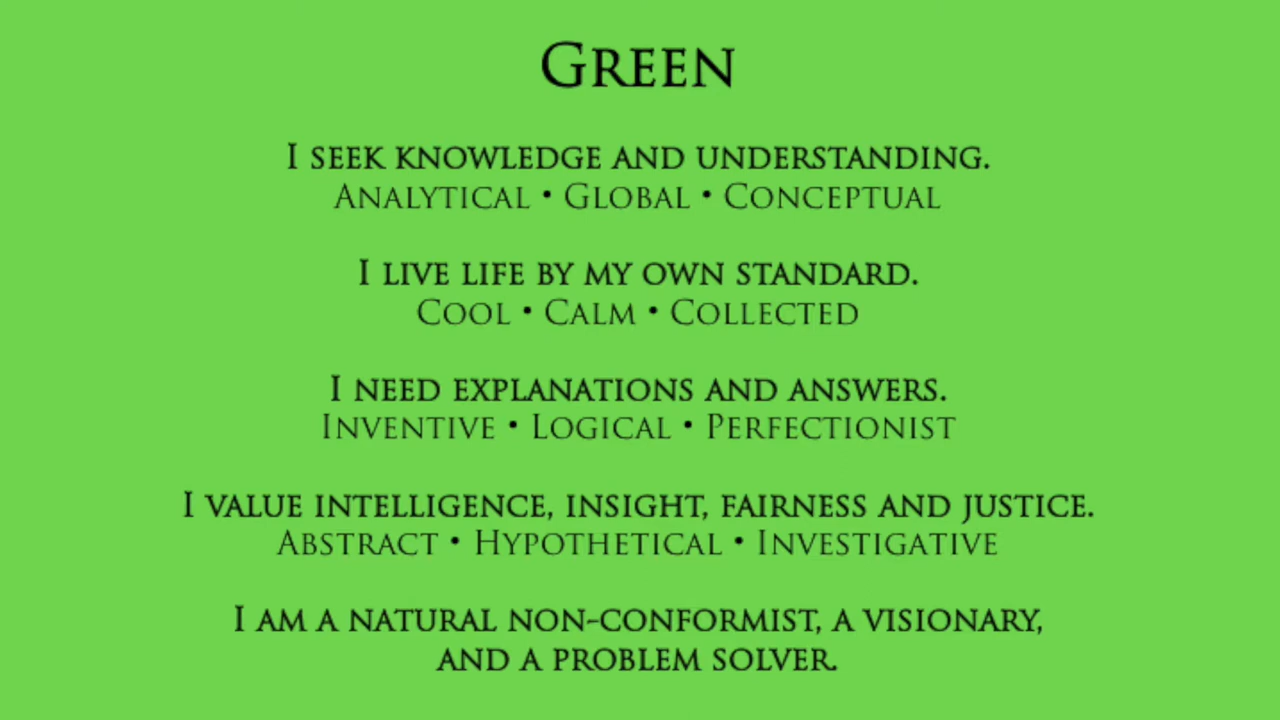 GREEN
I SEEK KNOWLEDGE AND UNDERSTANDING.
ANALYTICAL • GLOBAL • CONCEPTUAL
I LIVE LIFE BY MY OWN STANDARD.
COOL • CALM • COLLECTED
I NEED EXPLANATIONS AND ANSWERS.
INVENTIVE • LOGICAL • PERFECTIONIST
I VALUE INTELLIGENCE, INSIGHT, FAIRNESS AND JUSTICE.
ABSTRACT • HYPOTHETICAL • INVESTIGATIVE
I AM A NATURAL NON-CONFORMIST, A VISIONARY,
AND A PROBLEM SOLVER.